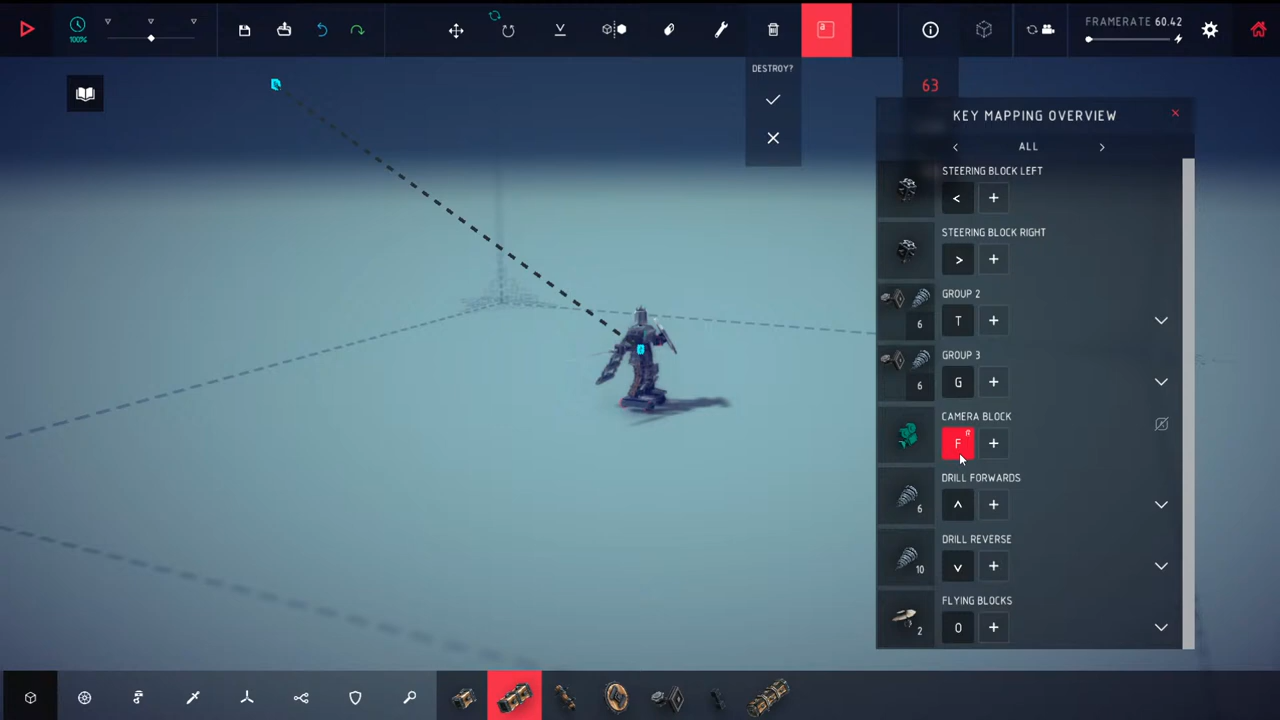 100%
a
FRAMERATE 60.42
DESTROY?
63
KEY MAPPING OVERVIEW
ALL
STEERING BLOCK LEFT
<
+
STEERING BLOCK RIGHT
>
+
GROUP 2
6
T
+
GROUP 3
6
G
+
CAMERA BLOCK
F
+
DRILL FORWARDS
6
+
DRILL REVERSE
10
+
FLYING BLOCKS
2
O
+